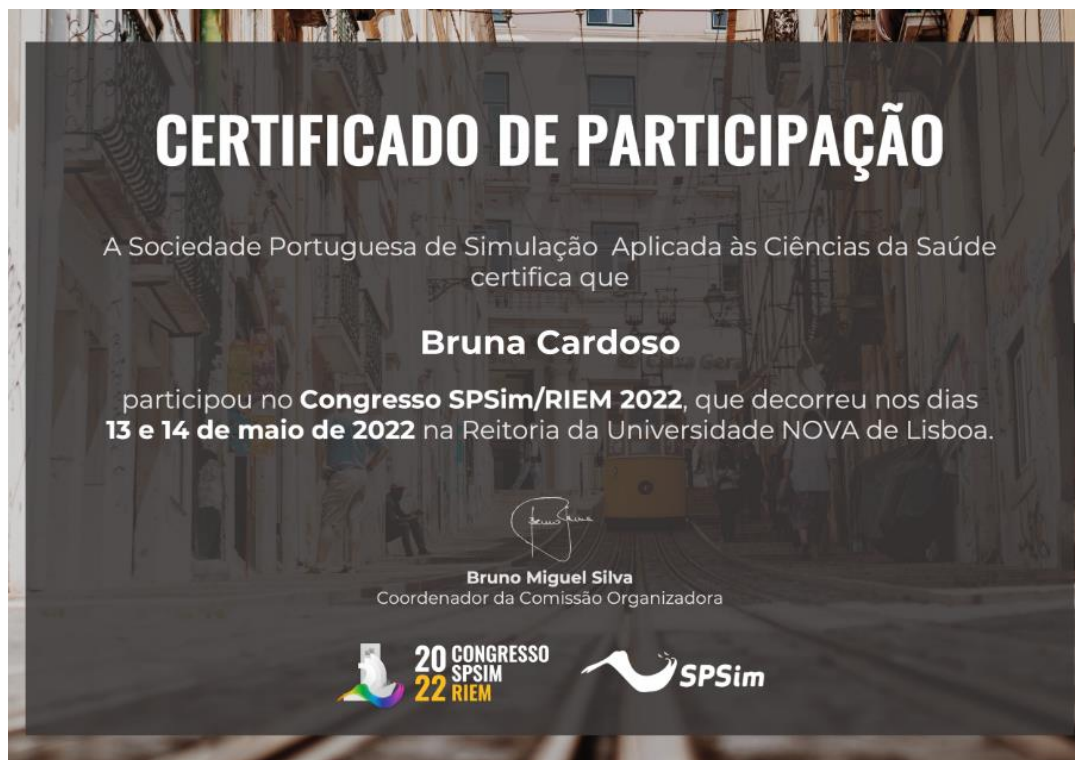 CERTIFICADO DE PARTICIPAÇÃO
A Sociedade Portuguesa de Simulação Aplicada às Ciências da Saúde
certifica que
Bruna Cardoso
participou no Congresso SPSim/RIEM 2022, que decorreu nos dias
13 e 14 de maio de 2022 na Reitoria da Universidade NOVA de Lisboa.
Bruno Miguel Silva
Coordenador da Comissão Organizadora
20 CONGRESSO
SPSIM
22 RIEM
SPSim